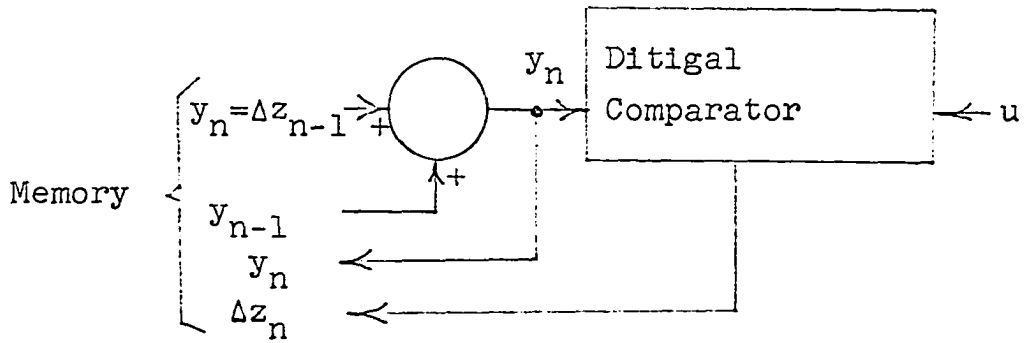 y_n
Ditigal
Comparator
y_n=Δz_{n-1}
+
u
+
Memory
y_{n-1}
y_n
Δz_n